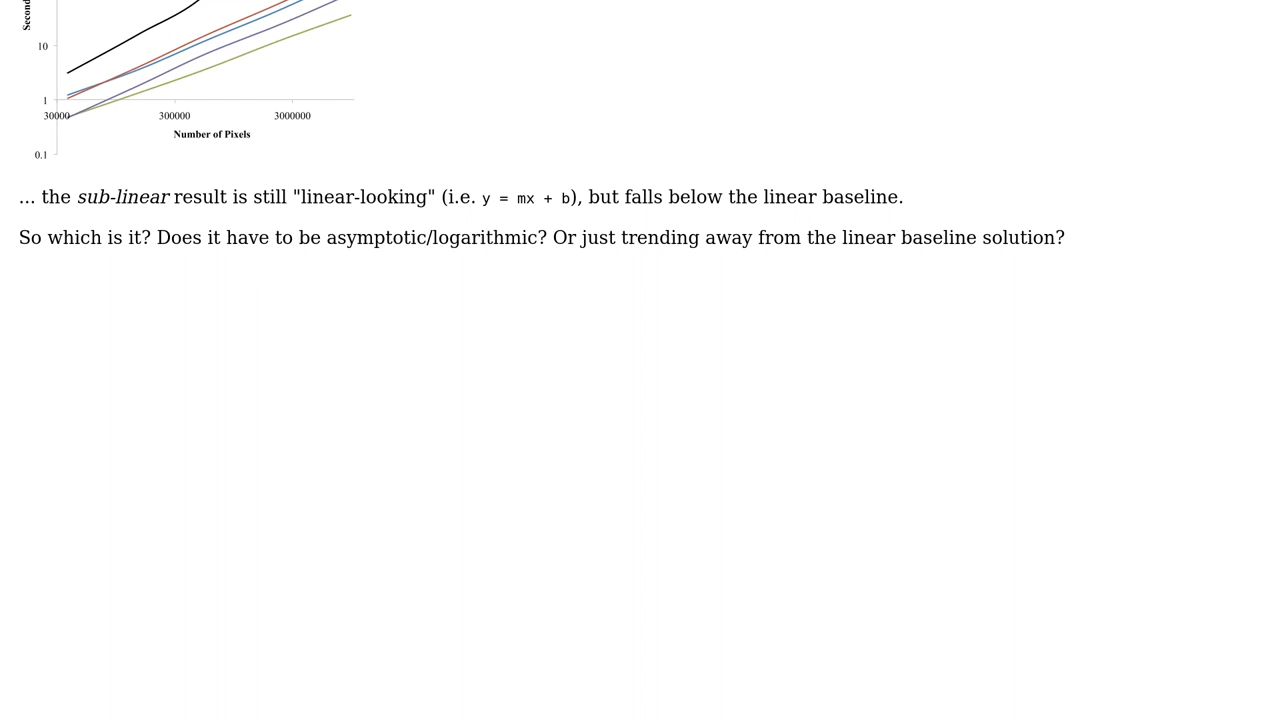 Second
10
1
30000
300000
3000000
Number of Pixels
0.1
... the sub-linear result is still "linear-looking" (i.e. y = mx + b), but falls below the linear baseline.
So which is it? Does it have to be asymptotic/logarithmic? Or just trending away from the linear baseline solution?